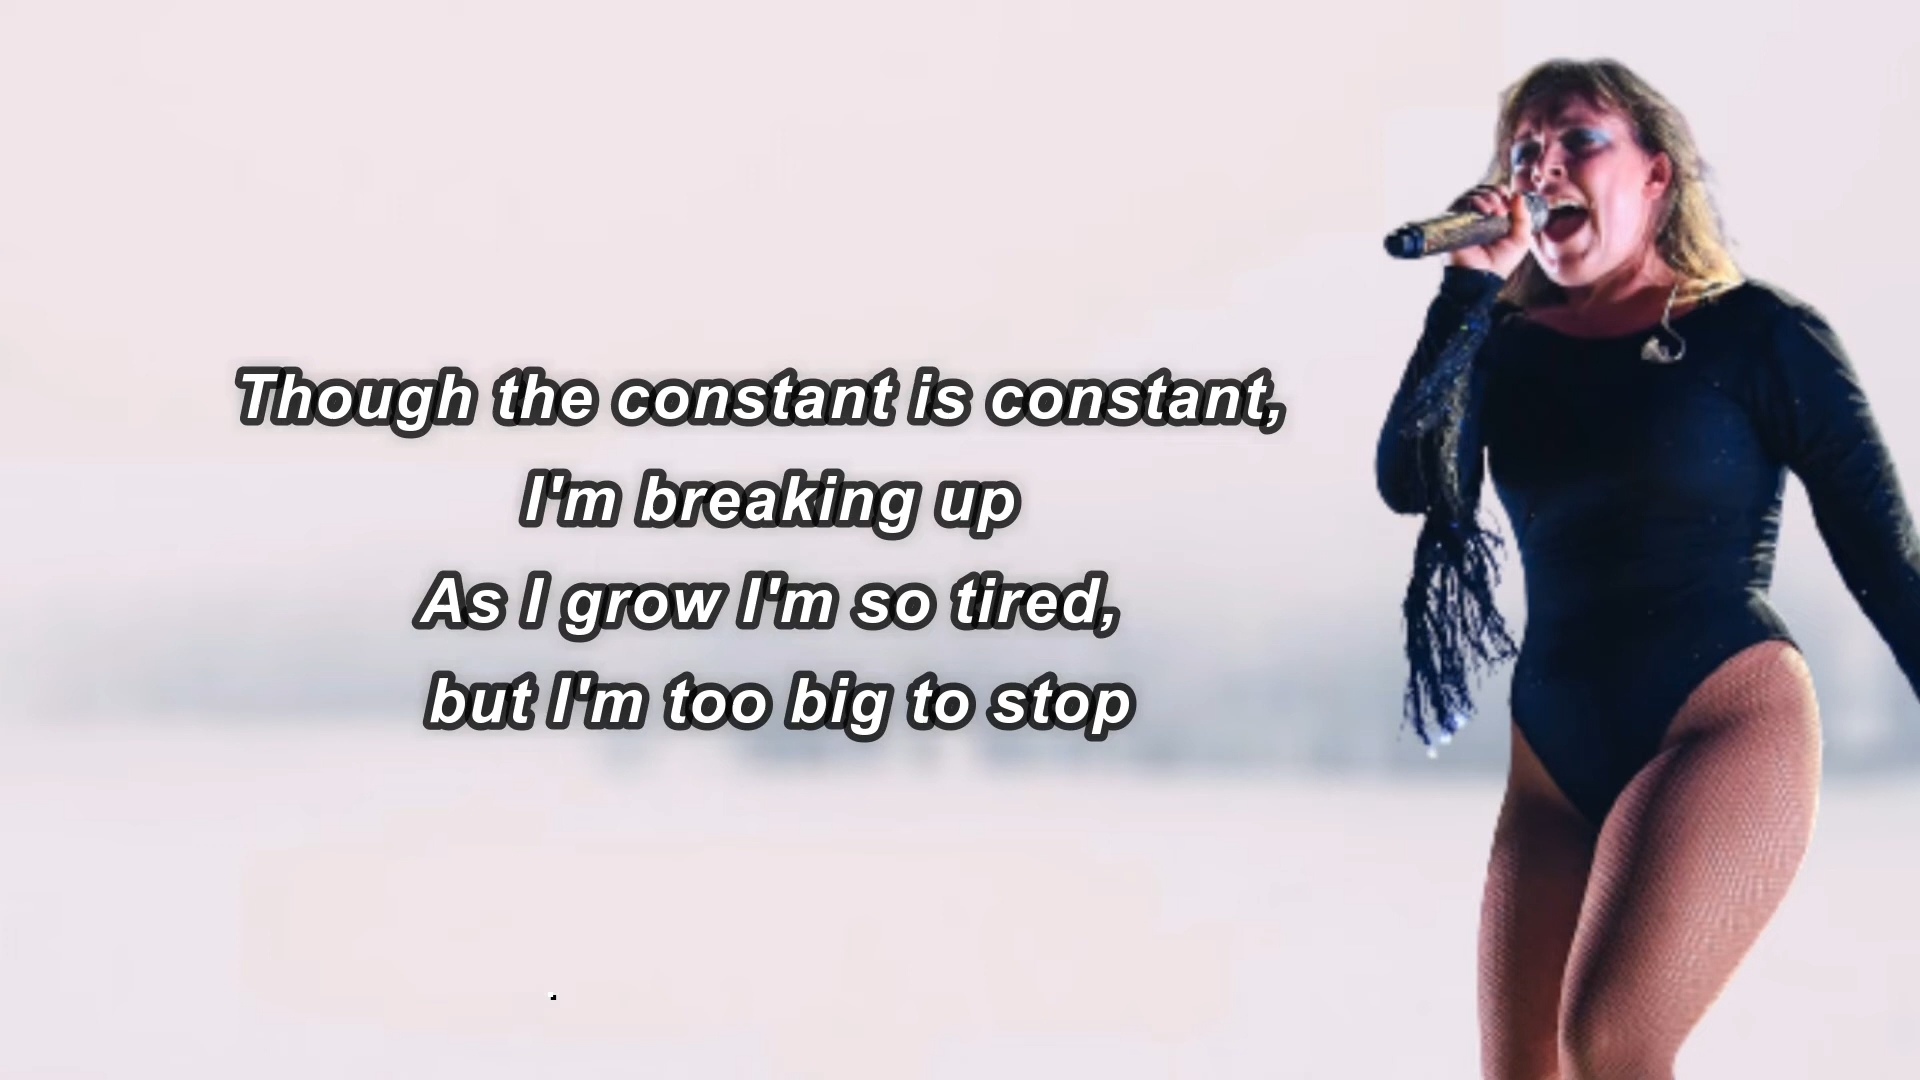 Though the constant is constant,
I'm breaking up
As I grow I'm so tired,
but I'm too big to stop